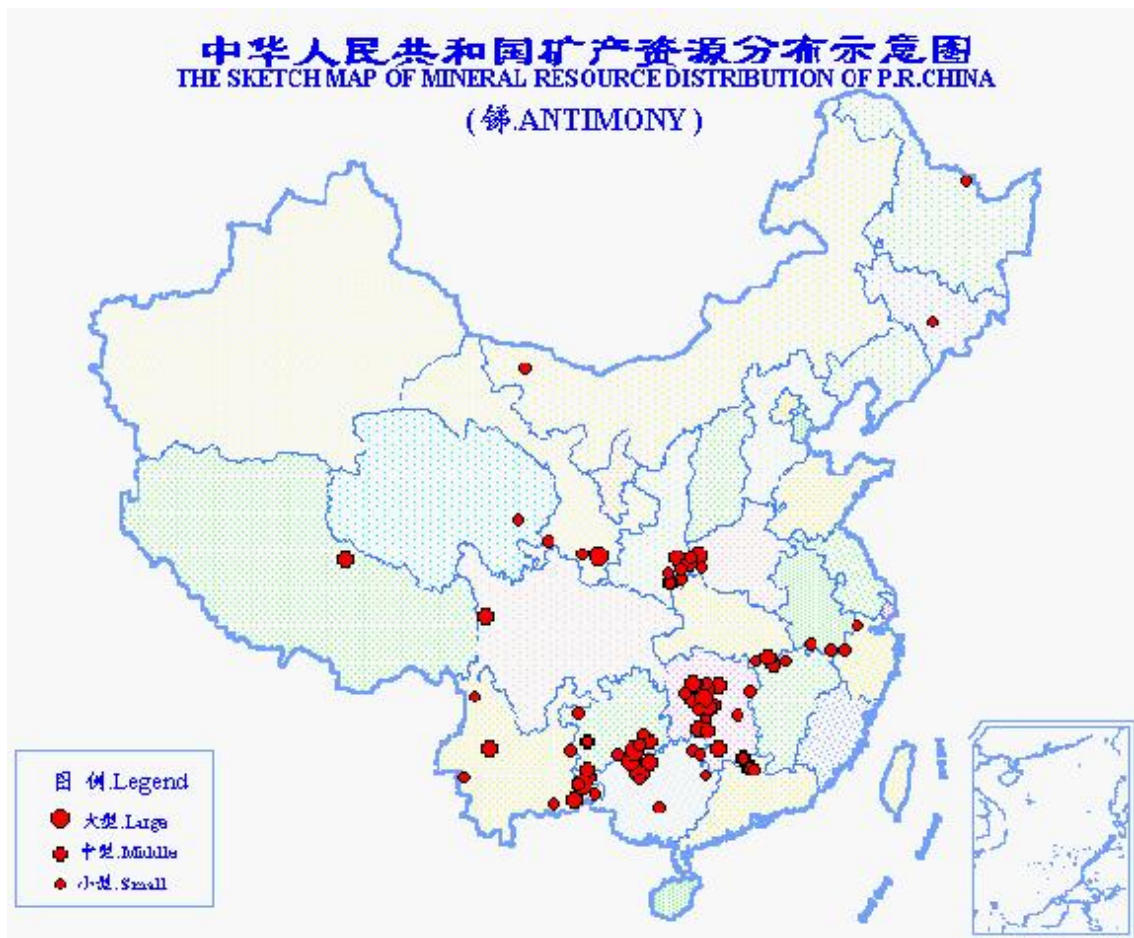 中华人民共和国矿产资源分布示意图
THE SKETCH MAP OF MINERAL RESOURCE DISTRIBUTION OF P.R.CHINA
(锑.ANTIMONY)
图 例.Legend
大型.Large
中型.Middle
小型.Small